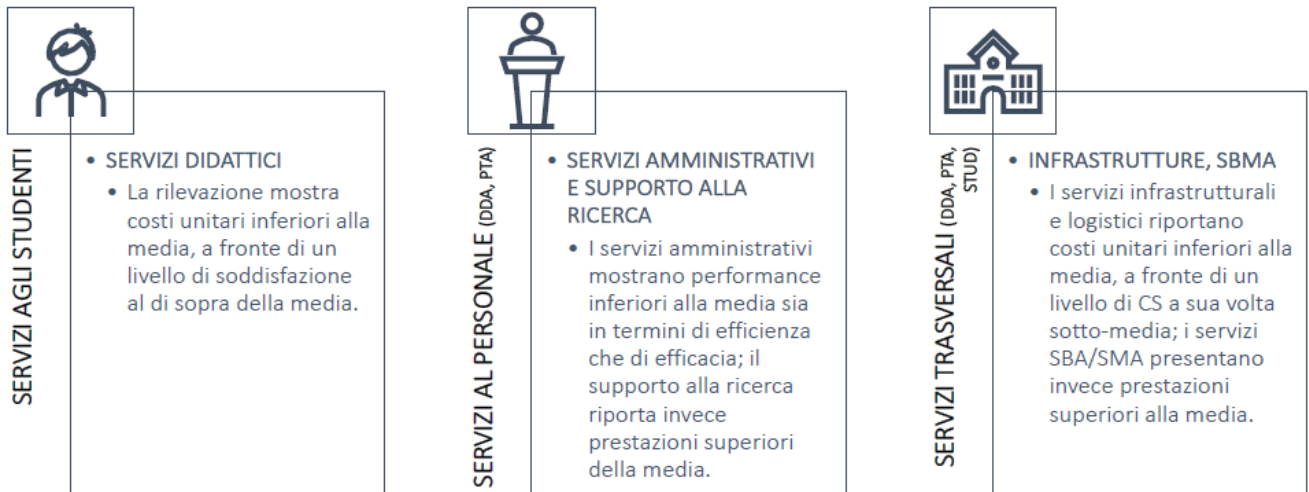 SERVIZI AGLI STUDENTI
• SERVIZI DIDATTICI
• La rilevazione mostra
costi unitari inferiori alla
media, a fronte di un
livello di soddisfazione
al di sopra della media.
SERVIZI AL PERSONALE (DDA, PTA)
• SERVIZI AMMINISTRATIVI
E SUPPORTO ALLA
RICERCA
• I servizi amministrativi
mostrano performance
inferiori alla media sia
in termini di efficienza
che di efficacia; il
supporto alla ricerca
riporta invece
prestazioni superiori
della media.
SERVIZI TRASVERSALI (DDA, PTA,
STUD)
• INFRASTRUTTURE, SBMA
• I servizi infrastrutturali
e logistici riportano
costi unitari inferiori alla
media, a fronte di un
livello di CS a sua volta
sotto-media; i servizi
SBA/SMA presentano
invece prestazioni
superiori alla media.